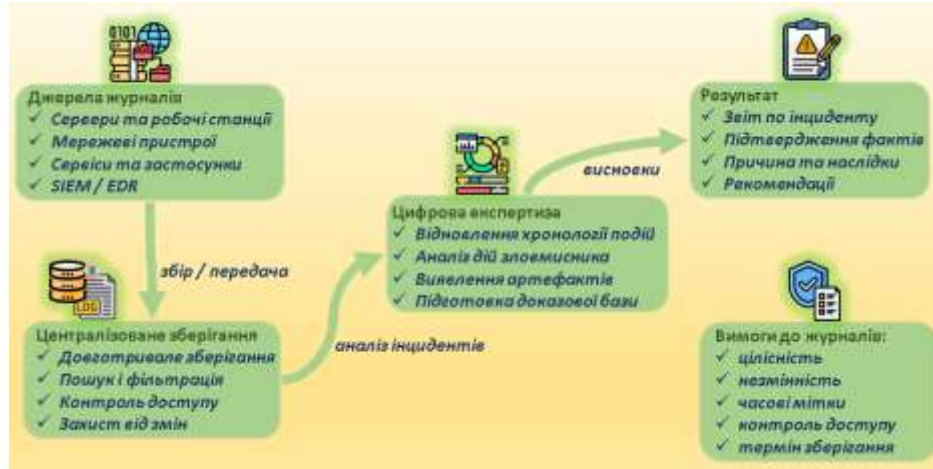 0101
Джерела журналів
✓ Сервери та робочі станції
✓ Мережеві пристрої
✓ Сервіси та застосунки
✓ SIEM / EDR
збір / передача
LOG
Централізоване зберігання
✓ Довготривале зберігання
✓ Пошук і фільтрація
✓ Контроль доступу
✓ Захист від змін
аналіз інцидентів
Цифрова експертиза
✓ Відновлення хронології подій
✓ Аналіз дій зловмисника
✓ Виявлення артефактів
✓ Підготовка доказової бази
висновки
Результат
✓ Звіт по інциденту
✓ Підтвердження фактів
✓ Причина та наслідки
✓ Рекомендації
Вимоги до журналів:
✓ цілісність
✓ незмінність
✓ часові мітки
✓ контроль доступу
✓ термін зберігання